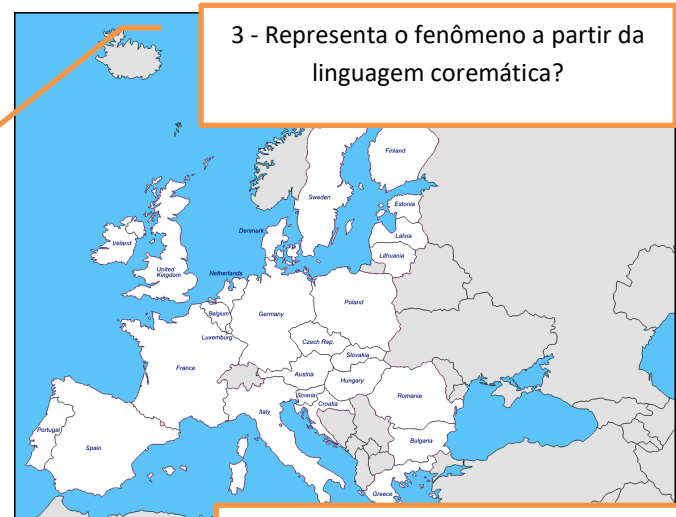 3 - Representa o fenômeno a partir da
linguagem coremática?
Finland
Sweden
Estonia
Latvia
Denmark
Lithuania
Ireland
United
Kingdom
Netherlands
Poland
Belgium
Germany
Luxemburg
Czech Rep.
Slovakia
France
Austria
Hungary
Slovenia
Croatia
Romania
Italy
Portugal
Spain
Bulgaria
Greece